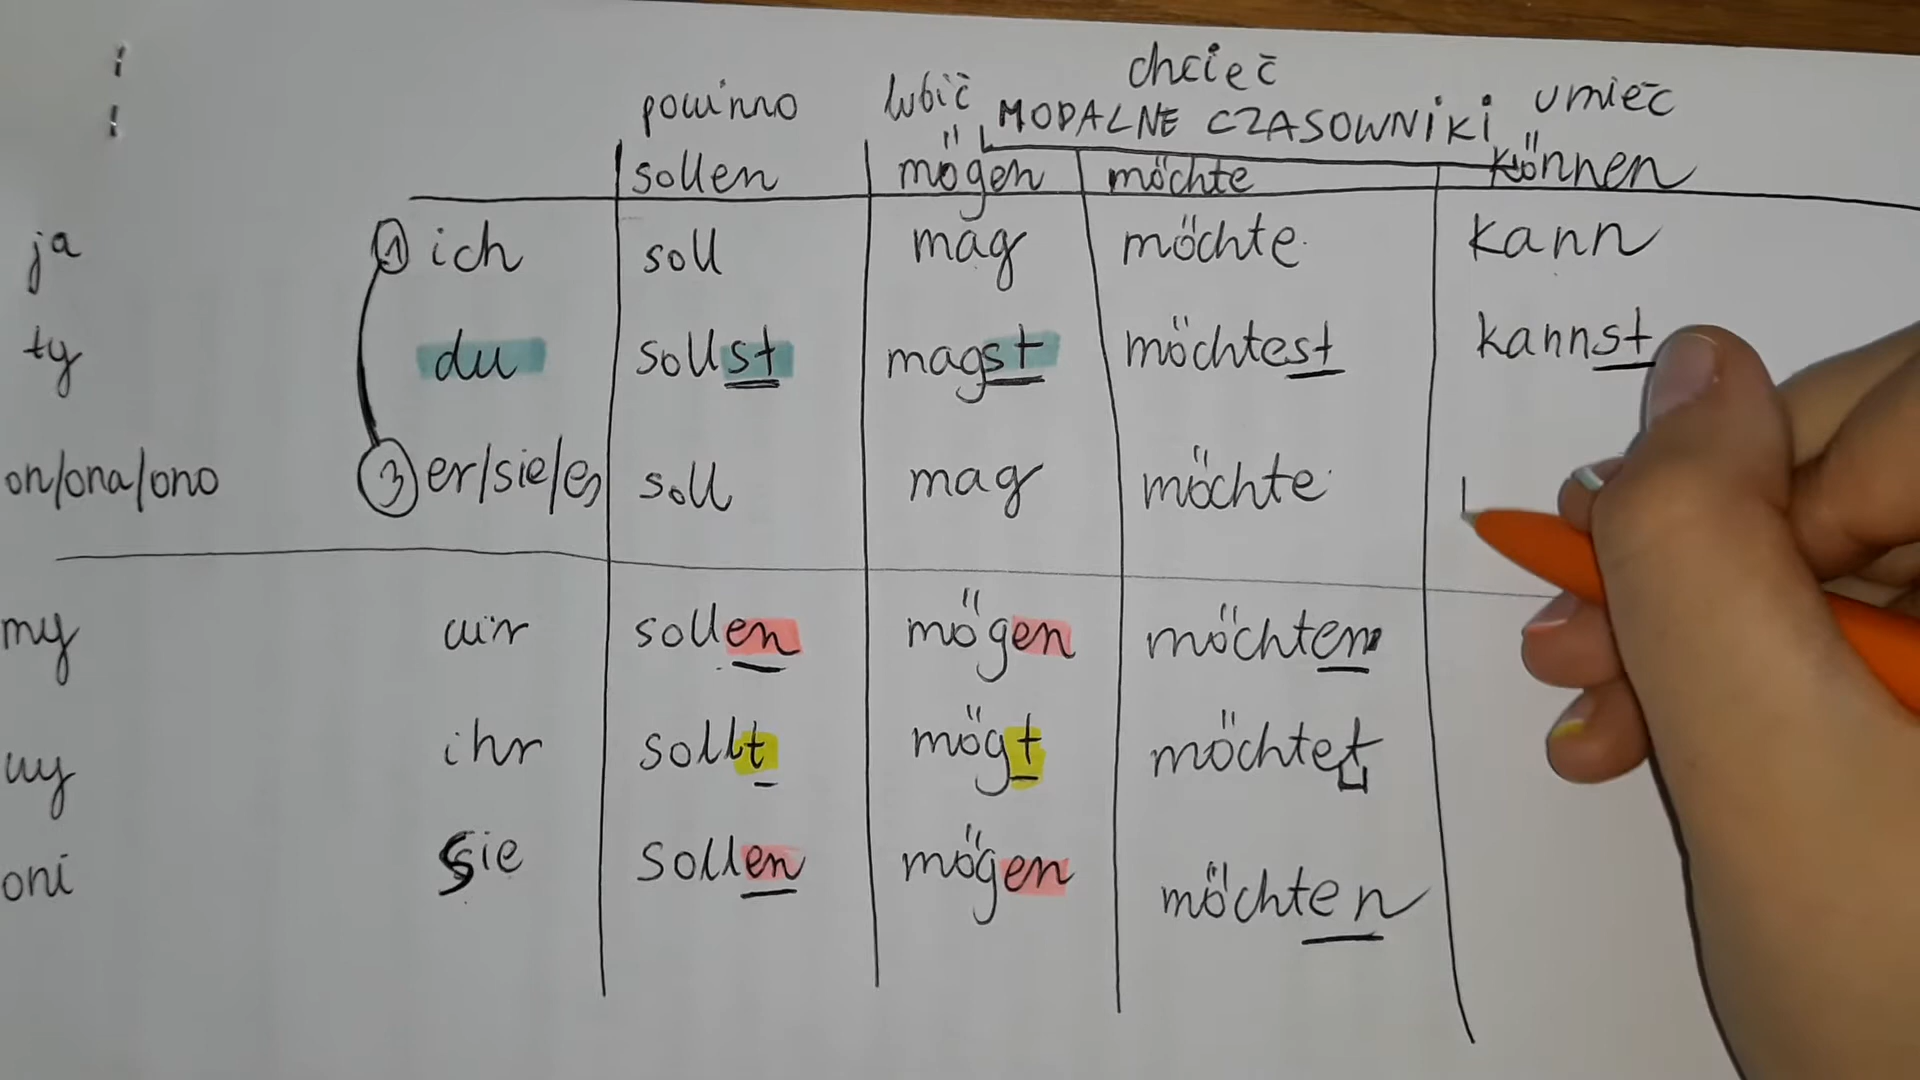 chcieć
powinno lubić MODALNE CZASOWNIKI umieć
sollen mögen möchte können
ja 1 ich soll mag möchte kann
ty du sollst magst möchtest kannst
on/ona/ono 3 er/sie/es soll mag möchte
my wir sollen mögen möchten
wy ihr sollt mögt möchtet
oni sie sollen mögen möchten